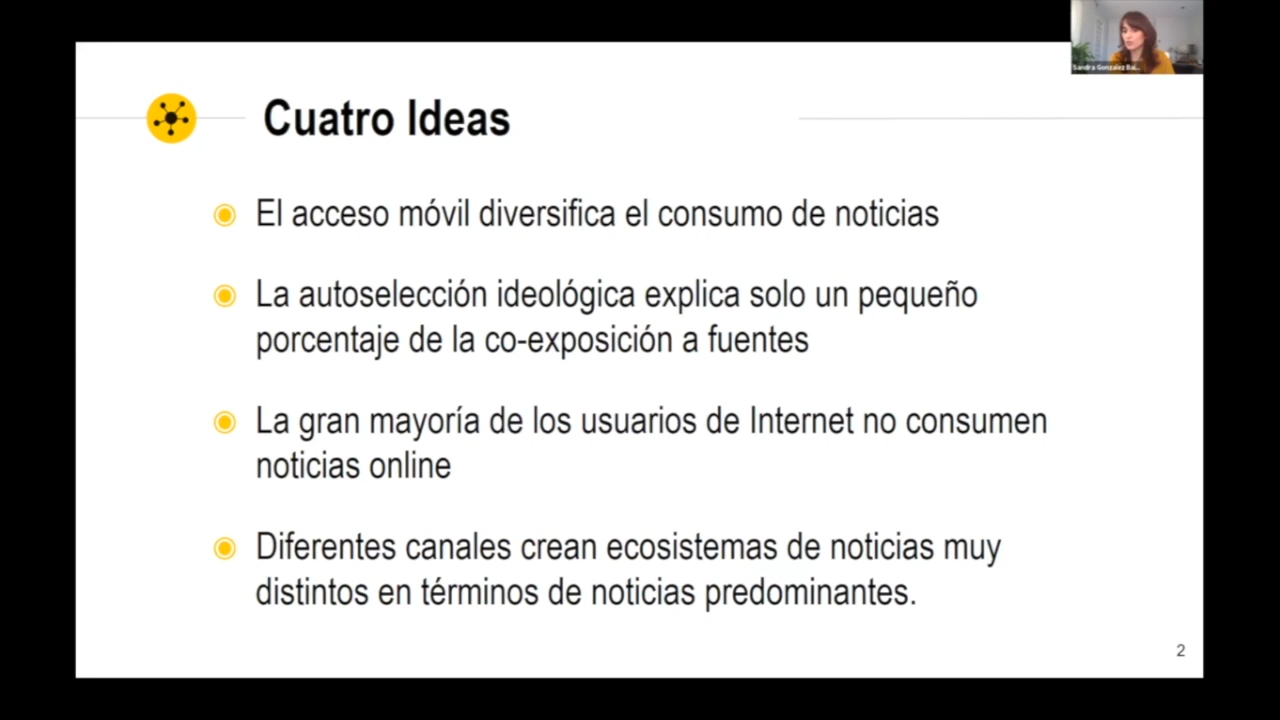 Sandra González Bai...
Cuatro Ideas
El acceso móvil diversifica el consumo de noticias
La autoselección ideológica explica solo un pequeño
porcentaje de la co-exposición a fuentes
La gran mayoría de los usuarios de Internet no consumen
noticias online
Diferentes canales crean ecosistemas de noticias muy
distintos en términos de noticias predominantes.
2